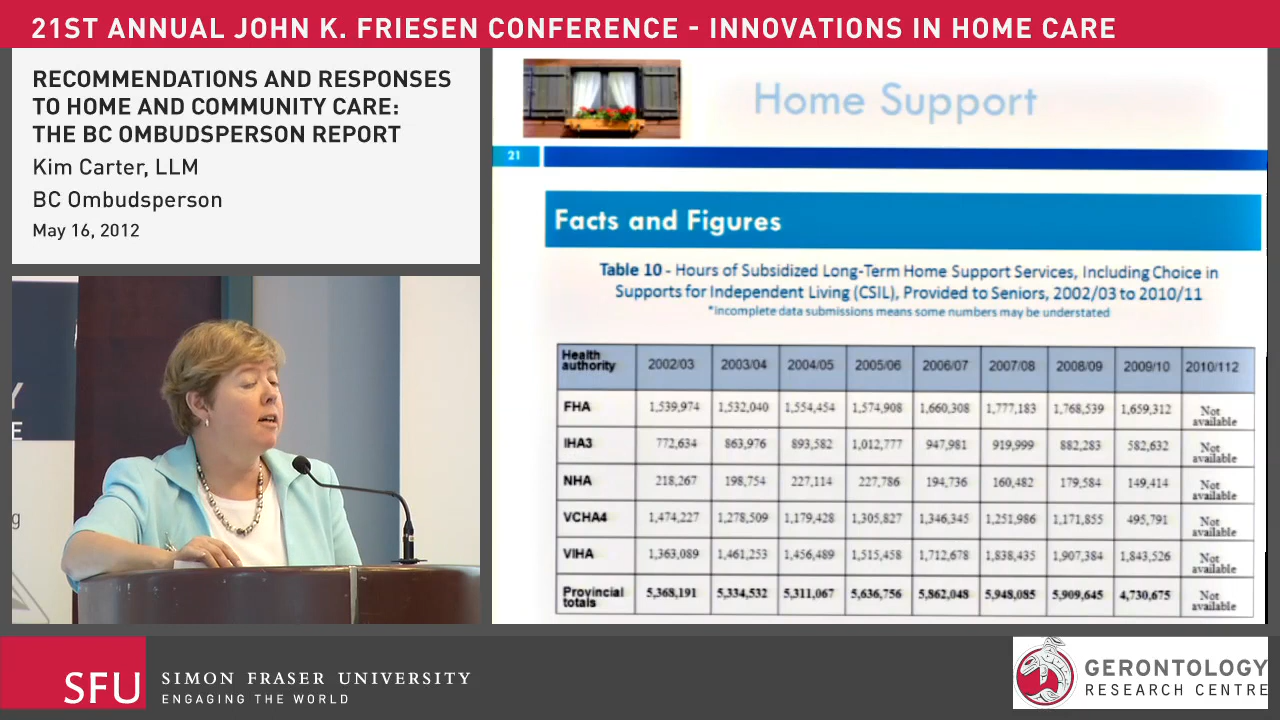 21ST ANNUAL JOHN K. FRIESEN CONFERENCE - INNOVATIONS IN HOME CARE
RECOMMENDATIONS AND RESPONSES
TO HOME AND COMMUNITY CARE:
THE BC OMBUDSPERSON REPORT
Kim Carter, LLM
BC Ombudsperson
May 16, 2012
Home Support
21
Facts and Figures
Table 10 - Hours of Subsidized Long-Term Home Support Services, Including Choice in
Supports for Independent Living (CSIL), Provided to Seniors, 2002/03 to 2010/11
*Incomplete data submissions means some numbers may be understated
Health authority 2002/03 2003/04 2004/05 2005/06 2006/07 2007/08 2008/09 2009/10 2010/112
FHA 1,539,974 1,532,040 1,554,454 1,574,908 1,660,308 1,777,183 1,768,539 1,659,312 Not available
IHA3 772,634 863,976 893,582 1,012,777 947,981 919,999 882,283 582,632 Not available
NHA 218,267 198,754 227,114 227,786 194,736 160,482 179,584 149,414 Not available
VCHA4 1,474,227 1,278,509 1,179,428 1,305,827 1,346,345 1,251,986 1,171,855 495,791 Not available
VIHA 1,363,089 1,461,253 1,456,489 1,515,458 1,712,678 1,838,435 1,907,384 1,843,526 Not available
Provincial totals 5,368,191 5,334,532 5,311,067 5,636,756 5,862,048 5,948,085 5,909,645 4,730,675 Not available
Y
E
g
SFU SIMON FRASER UNIVERSITY
ENGAGING THE WORLD
GERONTOLOGY
RESEARCH CENTRE